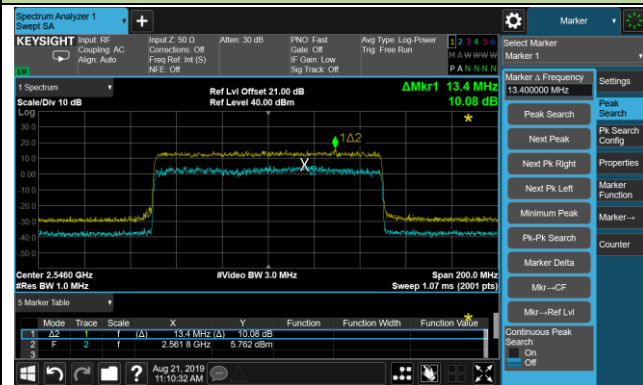 Spectrum Analyzer 1
Swept SA
Marker
KEYSIGHT Input: RF Input Z: 50 Ω Atten: 30 dB PNO: Fast Avg Type: Log-Power 1 2 3 4 5 6
Coupling: AC Corrections: Off Gate: Off Trig: Free Run M A W W W W
Align: Auto Freq Ref: Int (S) IF Gain: Low
NFE: Off Sig Track: Off P A N N N N
Select Marker
Marker 1
1 Spectrum
Scale/Div 10 dB
Ref Lvl Offset 21.00 dB
Ref Level 40.00 dBm
ΔMkr1 13.4 MHz
10.08 dB
Log
30.0
20.0
10.0
0.00
-10.0
-20.0
-30.0
-40.0
-50.0
1Δ2
X
Center 2.5460 GHz #Video BW 3.0 MHz Span 200.0 MHz
#Res BW 1.0 MHz Sweep 1.07 ms (2001 pts)
5 Marker Table
Mode Trace Scale X Y Function Function Width Function Value
1 Δ2 1 f (Δ) 13.4 MHz (Δ) 10.08 dB
2 F 2 f 2.561 8 GHz 5.762 dBm
3
Marker Δ Frequency
13.400000 MHz
Peak Search
Next Peak
Next Pk Right
Next Pk Left
Minimum Peak
Pk-Pk Search
Marker Delta
Mkr→CF
Mkr→Ref Lvl
Continuous Peak
Search
On
Off
Settings
Peak
Search
Pk Search
Config
Properties
Marker
Function
Marker→
Counter
Aug 21, 2019
11:10:32 AM